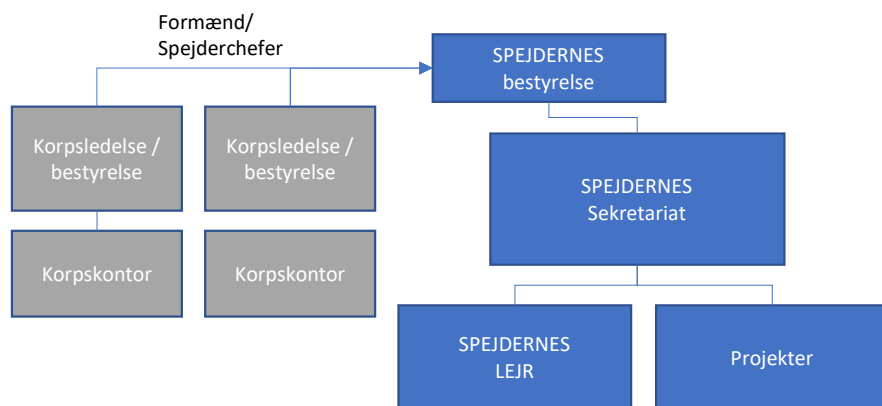 Formænd/
Spejderchefer
SPEJDERNES
bestyrelse
Korpsledelse /
bestyrelse
Korpsledelse /
bestyrelse
SPEJDERNES
Sekretariat
Korpskontor
Korpskontor
SPEJDERNES
LEJR
Projekter